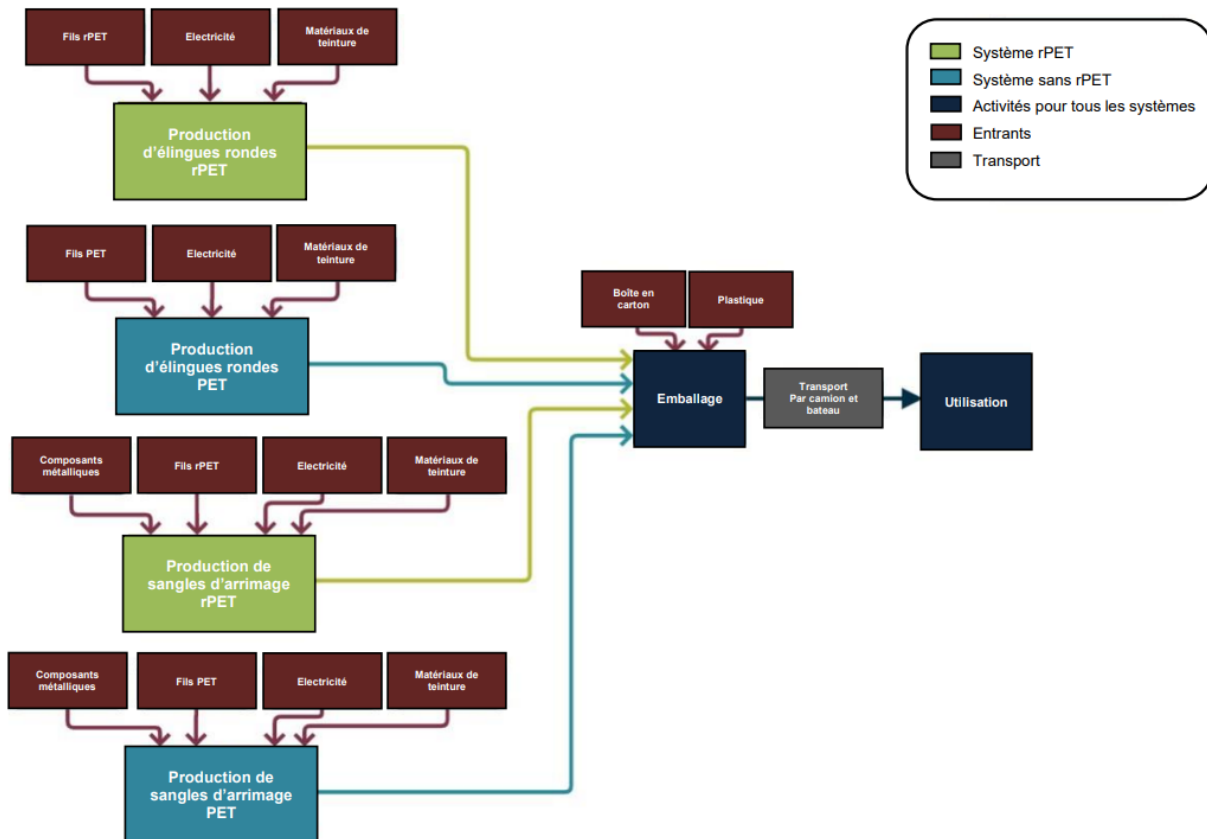 Fils rPET
Electricité
Matériaux de
teinture
Production
d'élingues rondes
rPET
Système rPET
Système sans rPET
Activités pour tous les systèmes
Entrants
Transport
Fils PET
Electricité
Matériaux de
teinture
Production
d'élingues rondes
PET
Boîte en
carton
Plastique
Emballage
Transport
Par camion et
bateau
Utilisation
Composants
métalliques
Fils rPET
Electricité
Matériaux de
teinture
Production de
sangles d'arrimage
rPET
Composants
métalliques
Fils PET
Electricité
Matériaux de
teinture
Production de
sangles d'arrimage
PET